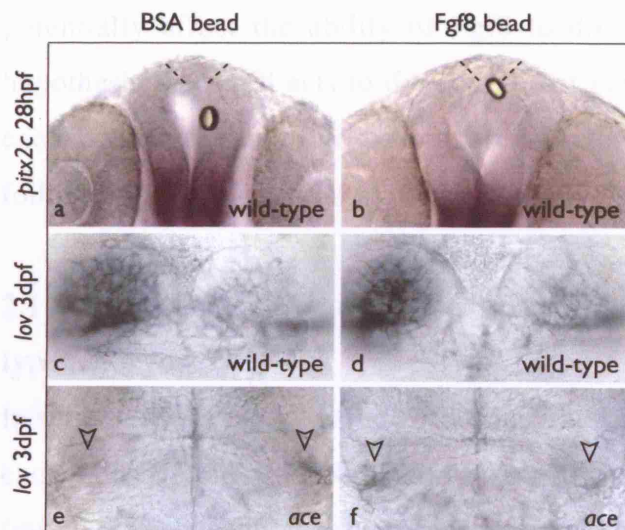 BSA bead
Fgf8 bead
pitx2c 28hpf
a
wild-type
b
wild-type
lov 3dpf
c
wild-type
d
wild-type
lov 3dpf
e
ace
f
ace